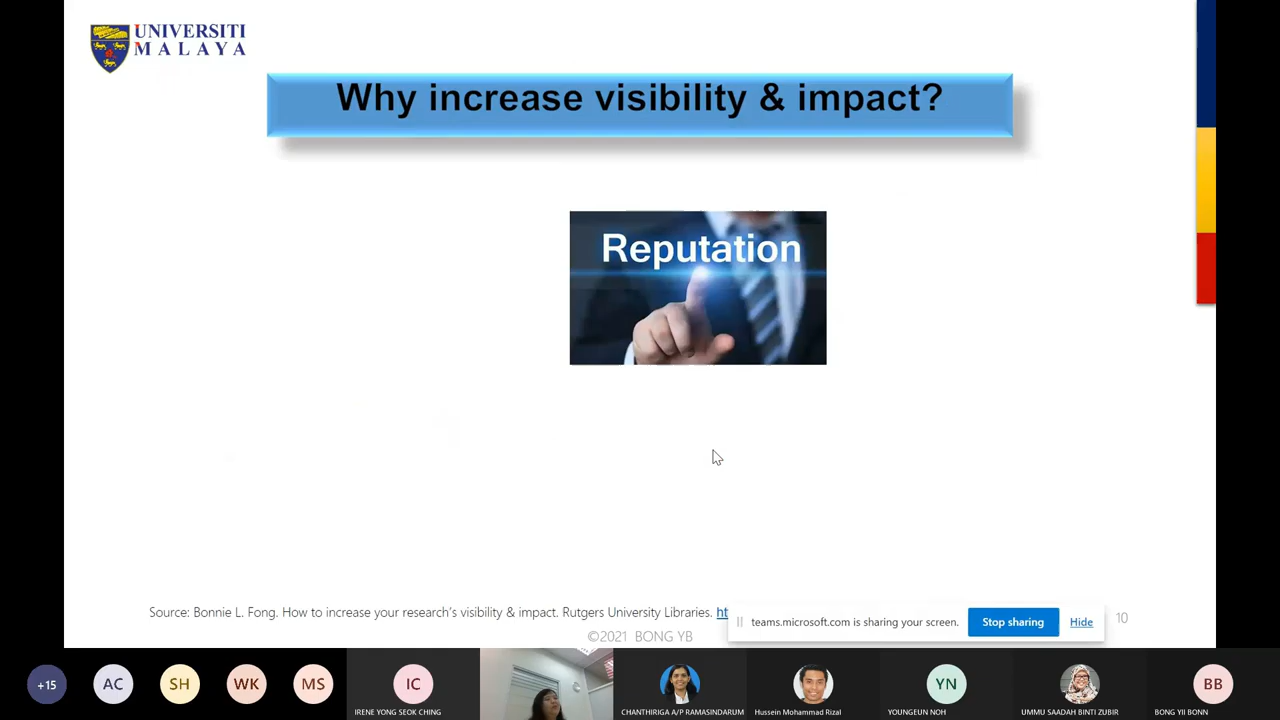 UNIVERSITI
MALAYA
Why increase visibility & impact?
Reputation
Source: Bonnie L. Fong. How to increase your research's visibility & impact. Rutgers University Libraries. ht
teams.microsoft.com is sharing your screen.
Stop sharing
Hide
10
©2021 BONG YB
+15
AC
SH
WK
MS
IC
YN
BB
IRENE YONG SEOK CHING
CHANTHIRIGA A/P RAMASINDARUM
Hussein Mohammad Rizal
YOUNGEUN NOH
UMMU SAADAH BINTI ZUBIR
BONG YII BONN